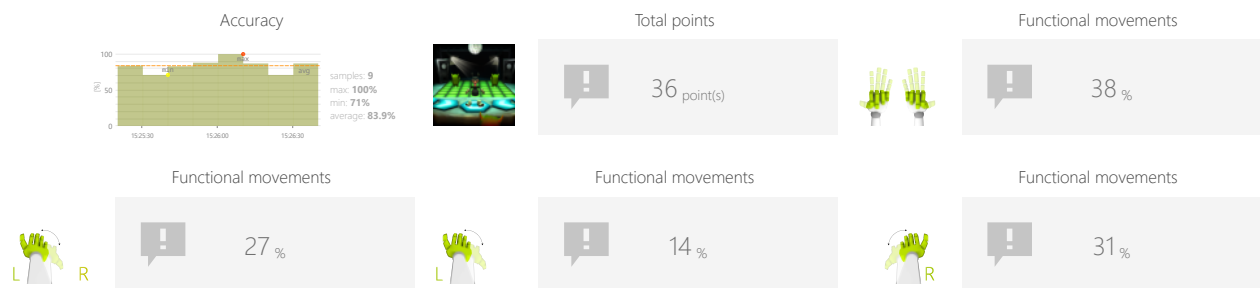 Accuracy
Total points
Functional movements
100
50
0
[%]
min
max
avg
15:25:30
15:26:00
15:26:30
samples: 9
max: 100%
min: 71%
average: 83.9%
36 point(s)
38 %
Functional movements
Functional movements
Functional movements
L
R
27 %
L
14 %
R
31 %